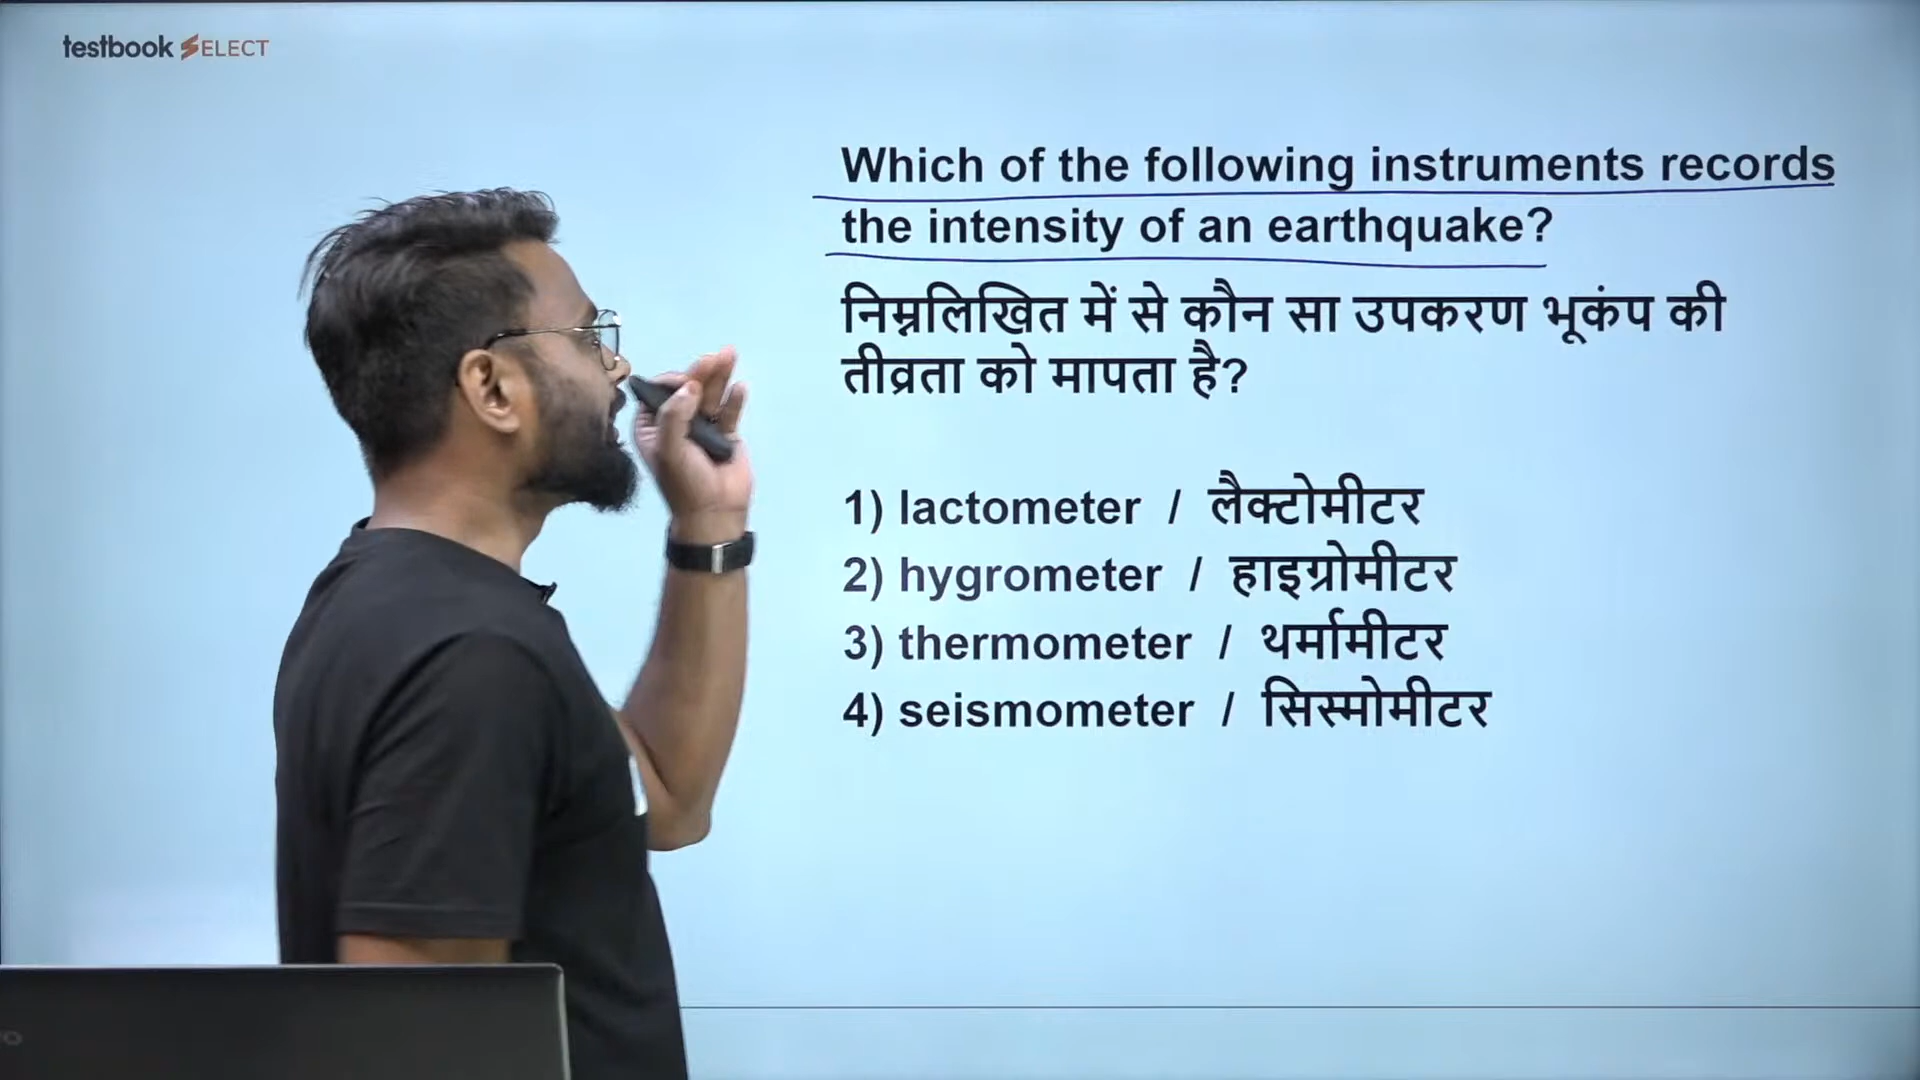 testbook SELECT
Which of the following instruments records
the intensity of an earthquake?
निम्नलिखित में से कौन सा उपकरण भूकंप की
तीव्रता को मापता है?
1) lactometer / लैक्टोमीटर
2) hygrometer / हाइग्रोमीटर
3) thermometer / थर्मामीटर
4) seismometer / सिस्मोमीटर